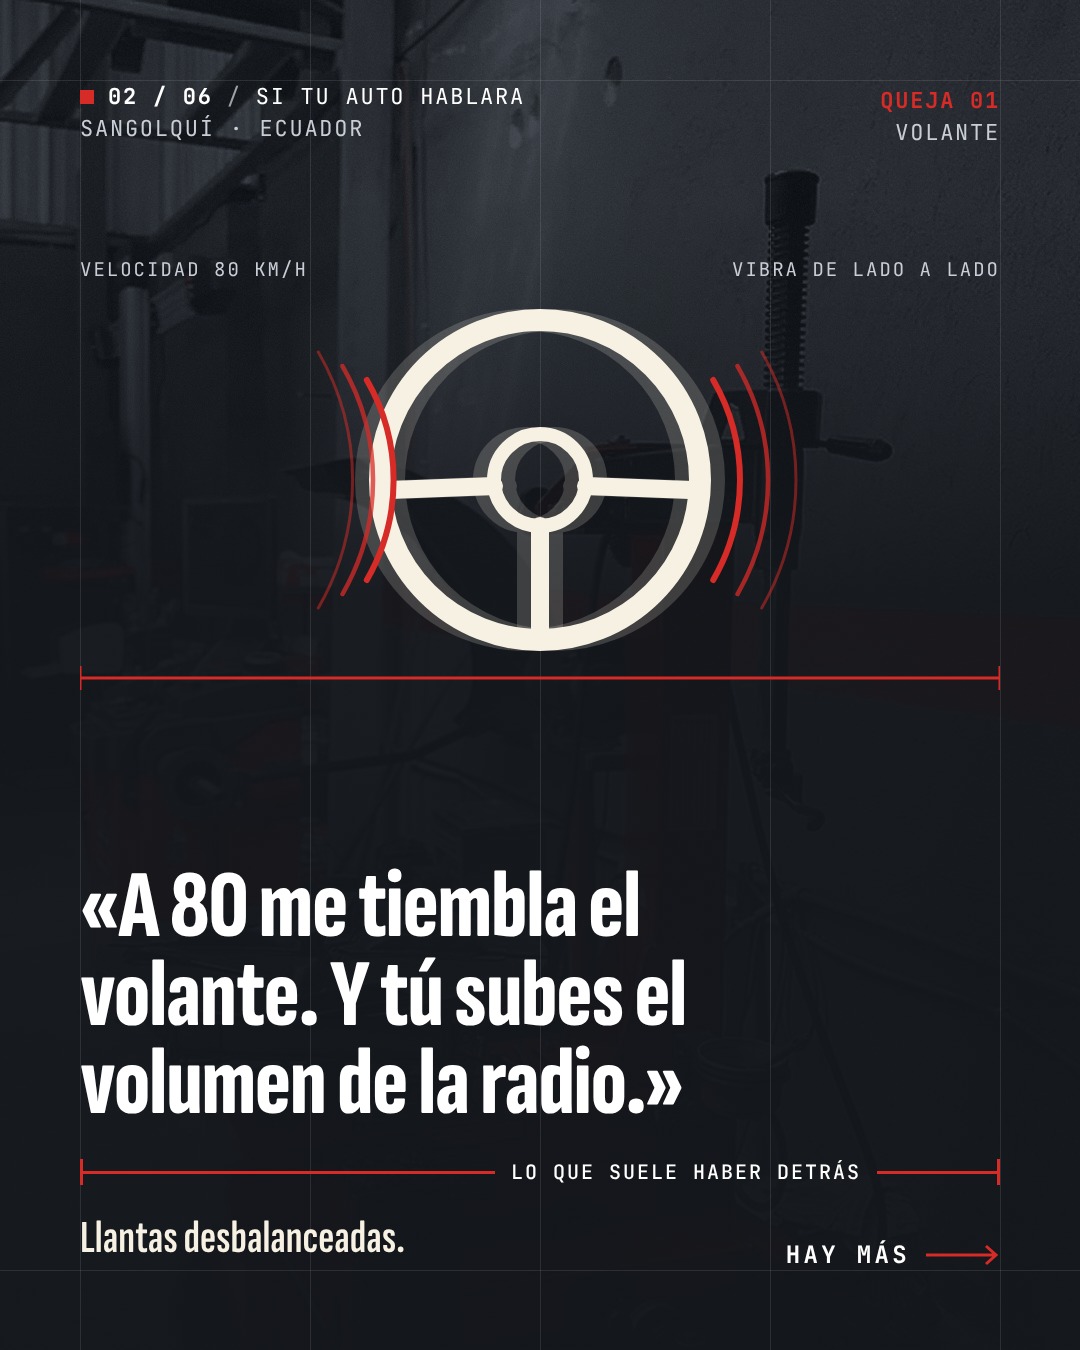 02 / 06 / SI TU AUTO HABLARA
SANGOLQUÍ · ECUADOR
QUEJA 01
VOLANTE
VELOCIDAD 80 KM/H
VIBRA DE LADO A LADO
«A 80 me tiembla el
volante. Y tú subes el
volumen de la radio.»
LO QUE SUELE HABER DETRÁS
Llantas desbalanceadas.
HAY MÁS